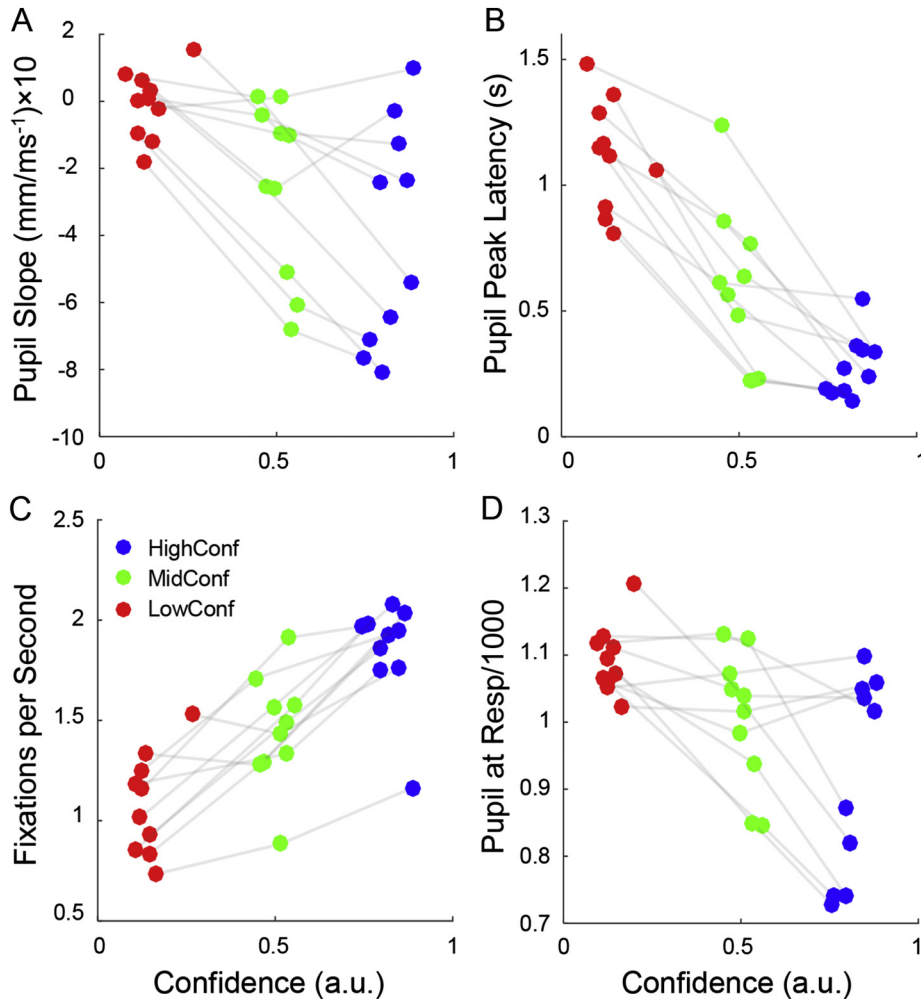 A
Pupil Slope (mm/ms⁻¹)×10
2
0
-2
-4
-6
-8
-10
0
0.5
1
B
Pupil Peak Latency (s)
1.5
1
0.5
0
0
0.5
1
C
Fixations per Second
2.5
2
1.5
1
0.5
HighConf
MidConf
LowConf
0
0.5
1
Confidence (a.u.)
D
Pupil at Resp/1000
1.3
1.2
1.1
1
0.9
0.8
0.7
0
0.5
1
Confidence (a.u.)